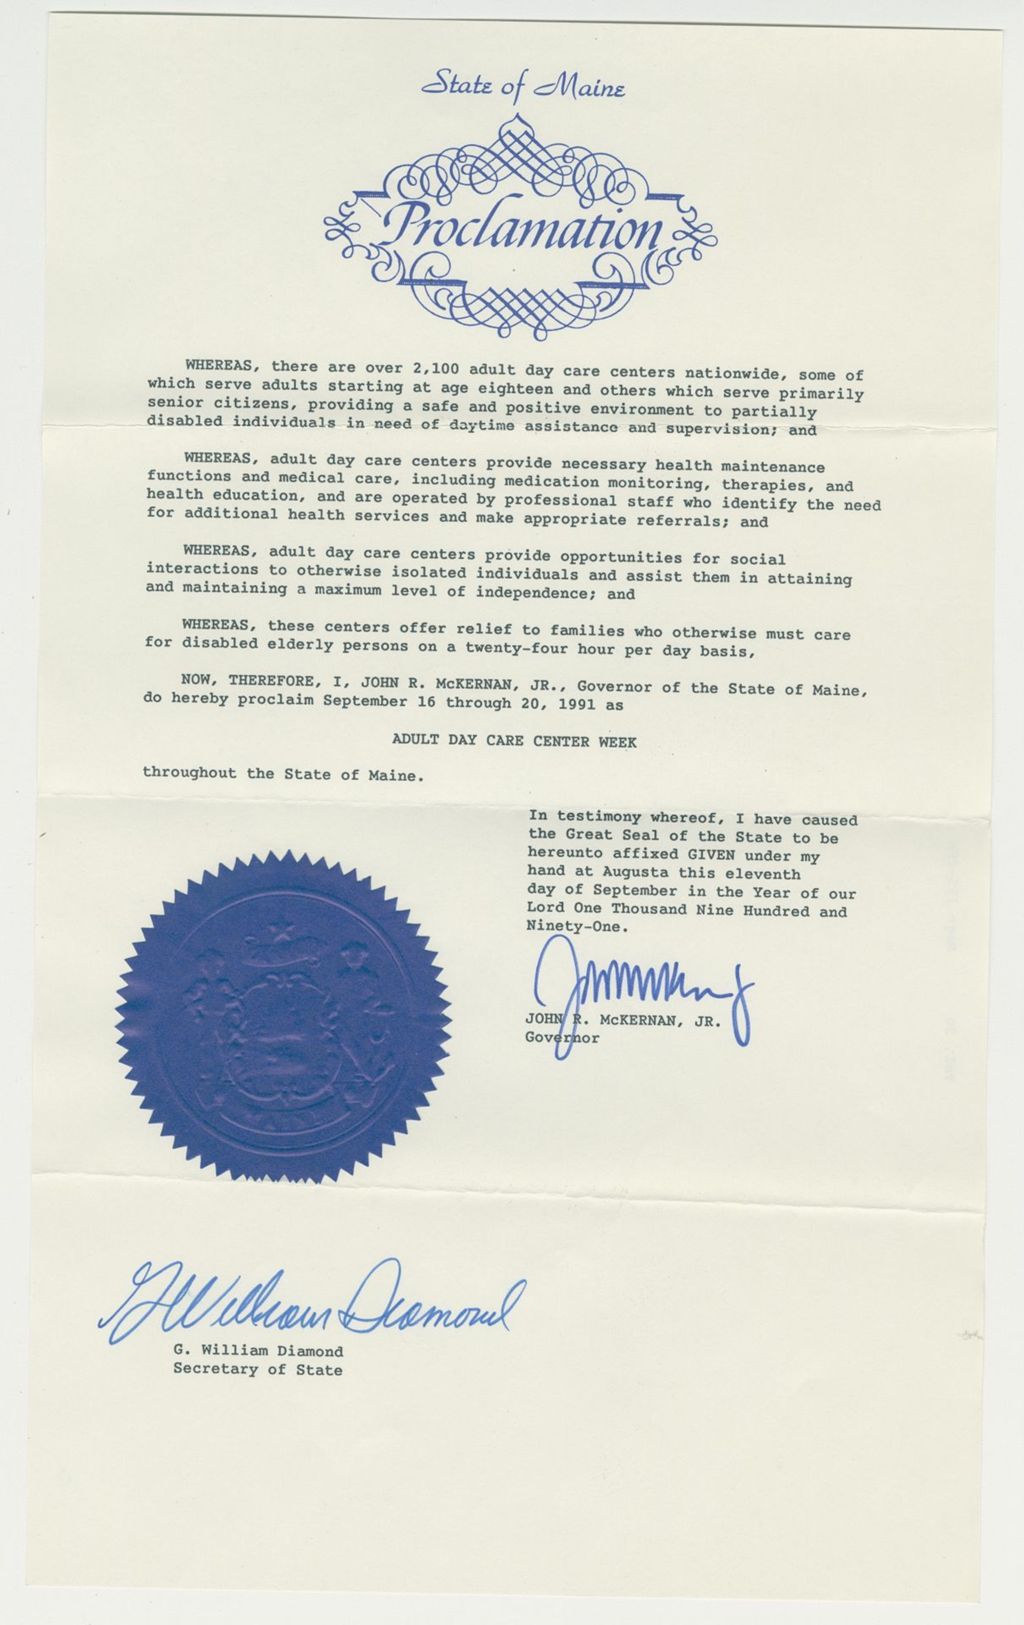 State of Maine
Proclamation
WHEREAS, there are over 2,100 adult day care centers nationwide, some of
which serve adults starting at age eighteen and others which serve primarily
senior citizens, providing a safe and positive environment to partially
disabled individuals in need of daytime assistance and supervision; and
WHEREAS, adult day care centers provide necessary health maintenance
functions and medical care, including medication monitoring, therapies, and
health education, and are operated by professional staff who identify the need
for additional health services and make appropriate referrals; and
WHEREAS, adult day care centers provide opportunities for social
interactions to otherwise isolated individuals and assist them in attaining
and maintaining a maximum level of independence; and
WHEREAS, these centers offer relief to families who otherwise must care
for disabled elderly persons on a twenty-four hour per day basis,
NOW, THEREFORE, I, JOHN R. McKERNAN, JR., Governor of the State of Maine,
do hereby proclaim September 16 through 20, 1991 as
ADULT DAY CARE CENTER WEEK
throughout the State of Maine.
In testimony whereof, I have caused
the Great Seal of the State to be
hereunto affixed GIVEN under my
hand at Augusta this eleventh
day of September in the Year of our
Lord One Thousand Nine Hundred and
Ninety-One.
JOHN R. McKERNAN, JR.
Governor
MAINE
G William Diamond
G. William Diamond
Secretary of State